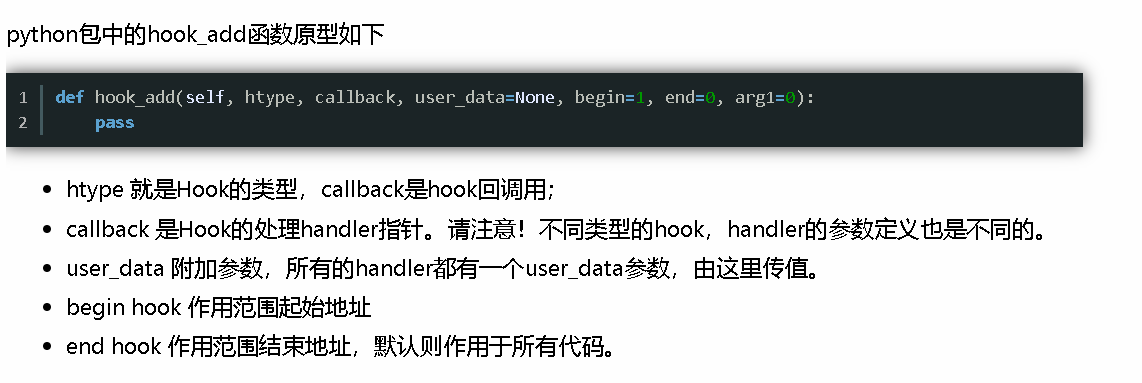 python包中的hook_add函数原型如下
1 def hook_add(self, htype, callback, user_data=None, begin=1, end=0, arg1=0):
2     pass
• htype 就是Hook的类型，callback是hook回调用；
• callback 是Hook的处理handler指针。请注意！不同类型的hook，handler的参数定义也是不同的。
• user_data 附加参数，所有的handler都有一个user_data参数，由这里传值。
• begin hook 作用范围起始地址
• end hook 作用范围结束地址，默认则作用于所有代码。